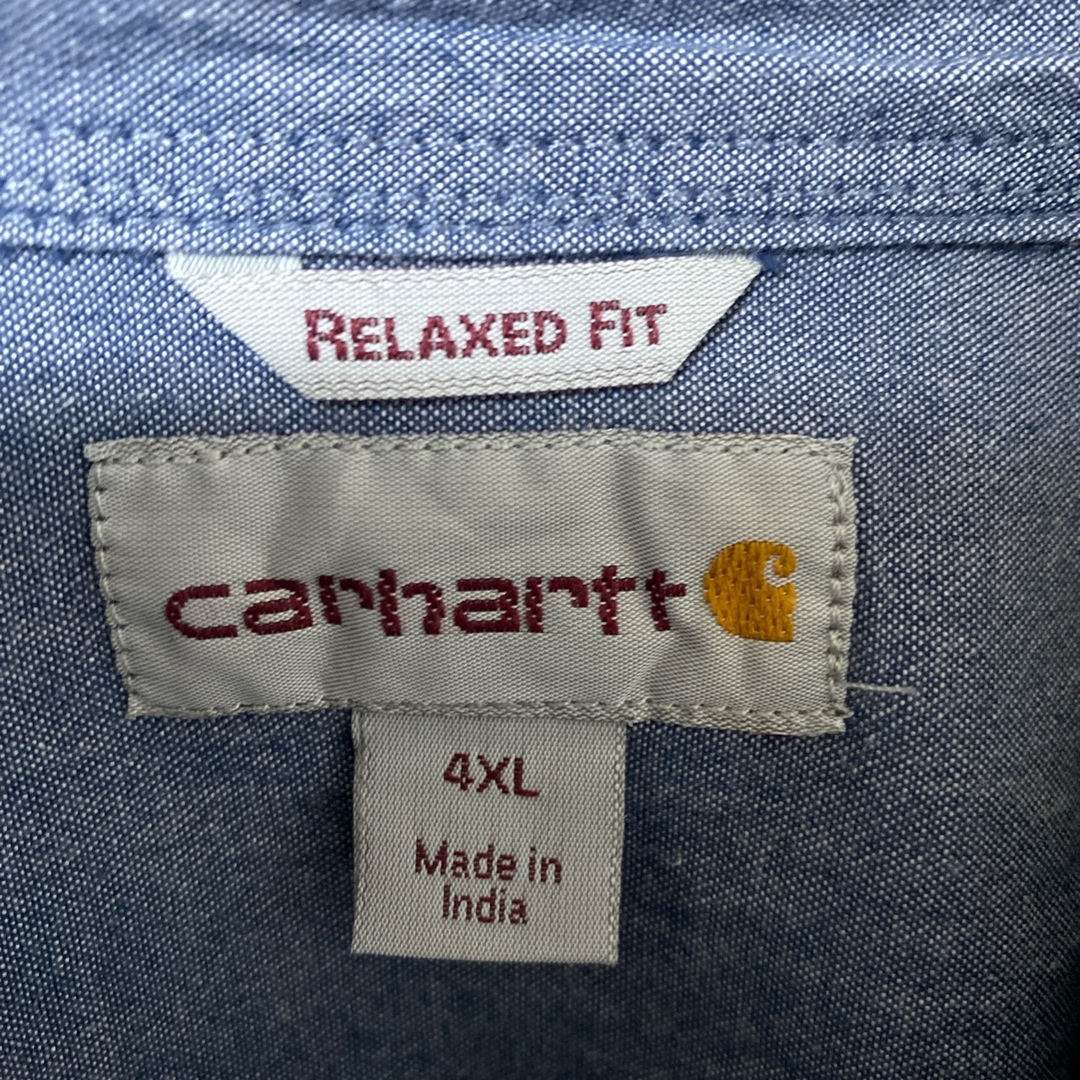 RELAXED FIT
carhartt
4XL
Made in
India